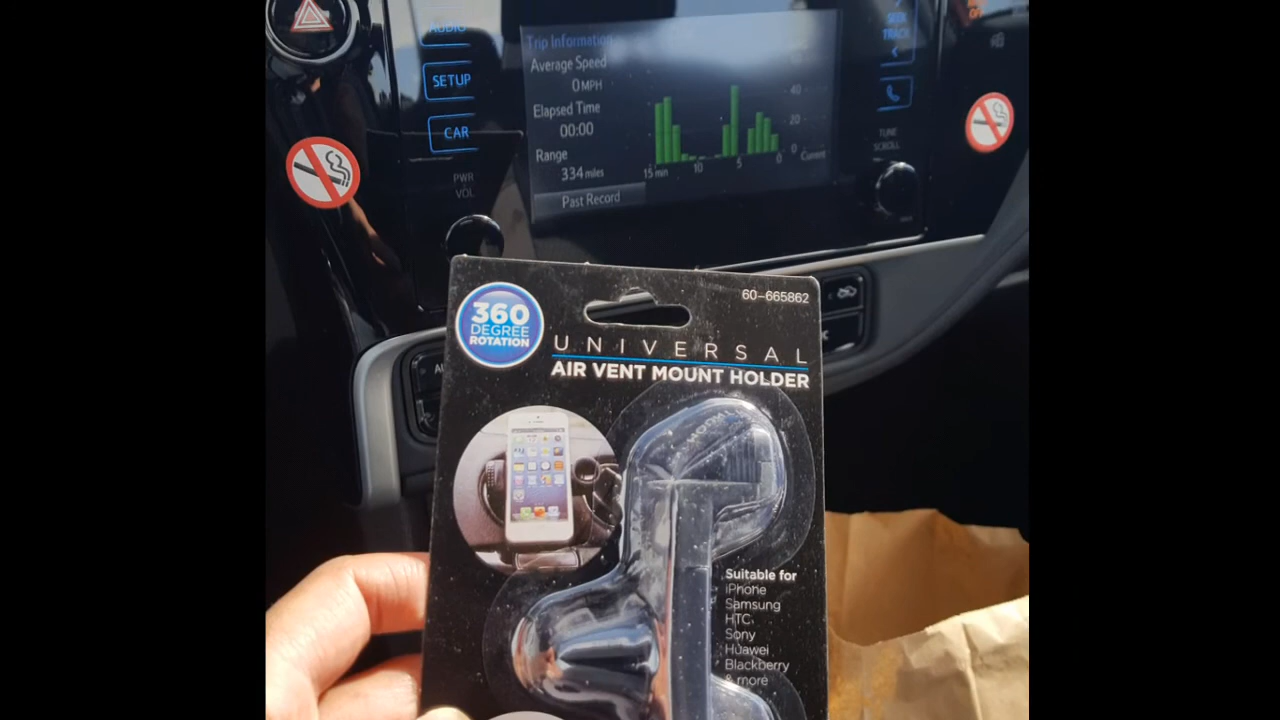 AUDIO
SETUP
CAR
PWR
VOL
Trip Information
Average Speed
0 MPH
Elapsed Time
00:00
Range
334 miles
Past Record
40
20
0
15 min
10
5
0
Current
SEEK
TRACK
TUNE
SCROLL
60-665862
360
DEGREE
ROTATION
UNIVERSAL
AIR VENT MOUNT HOLDER
Suitable for
iPhone
Samsung
HTC
Sony
Huawei
Blackberry
& more